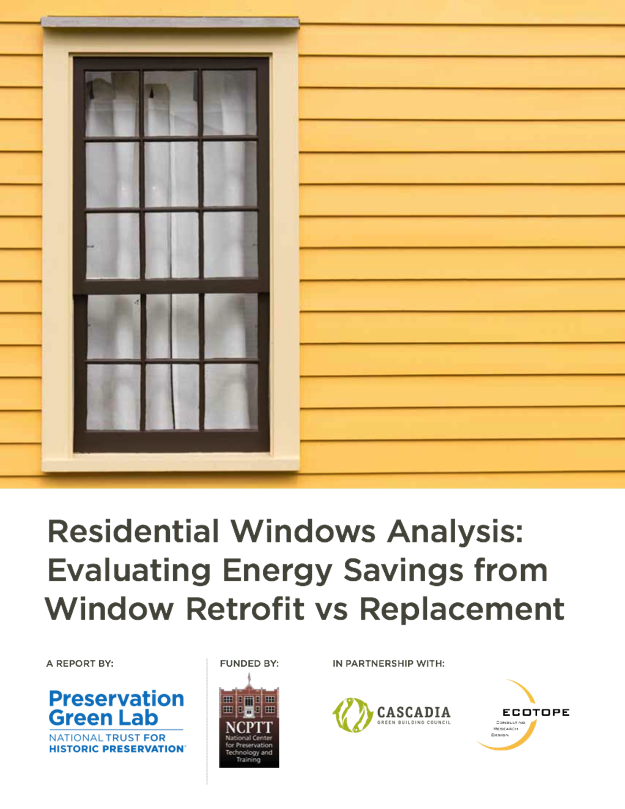 Residential Windows Analysis:
Evaluating Energy Savings from
Window Retrofit vs Replacement
A REPORT BY:
Preservation
Green Lab
NATIONAL TRUST FOR
HISTORIC PRESERVATION
FUNDED BY:
NCPTT
National Center
for Preservation
Technology and
Training
IN PARTNERSHIP WITH:
CASCADIA
GREEN BUILDING COUNCIL
ECOTOPE
CONSULTING
RESEARCH
DESIGN